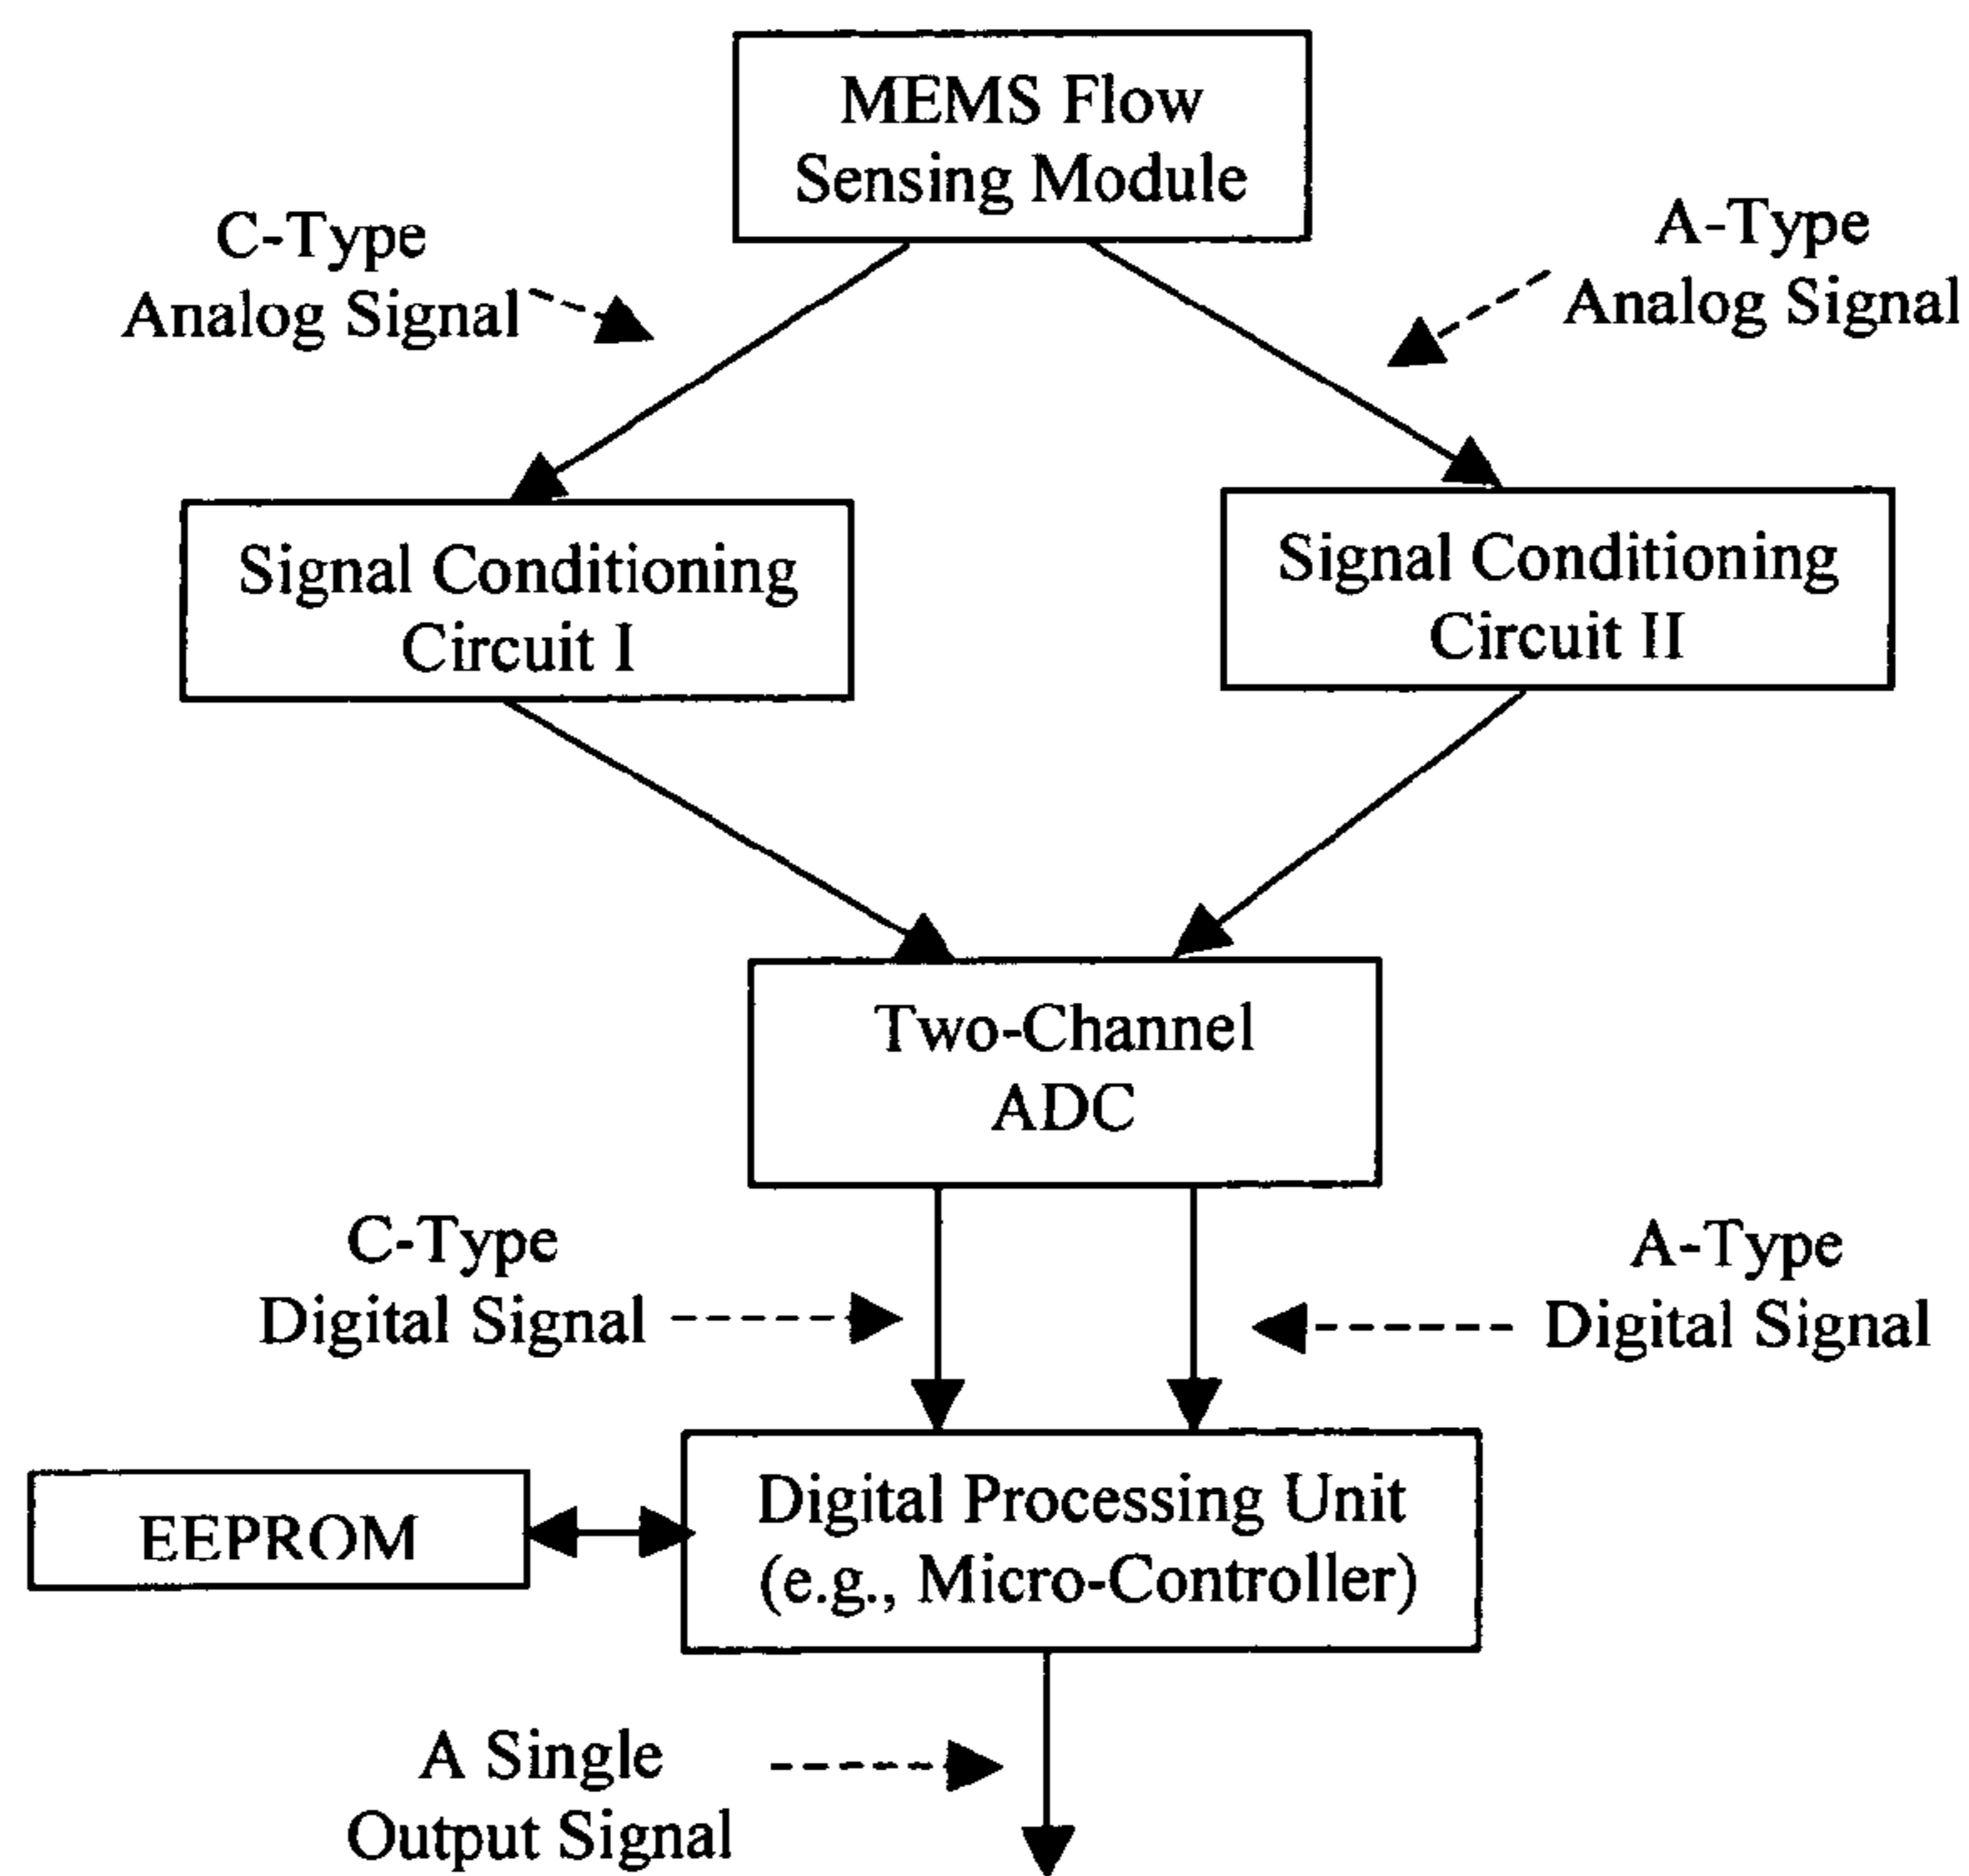 MEMS Flow
Sensing Module
C-Type
Analog Signal
A-Type
Analog Signal
Signal Conditioning
Circuit I
Signal Conditioning
Circuit II
Two-Channel
ADC
C-Type
Digital Signal
A-Type
Digital Signal
EEPROM
Digital Processing Unit
(e.g., Micro-Controller)
A Single
Output Signal